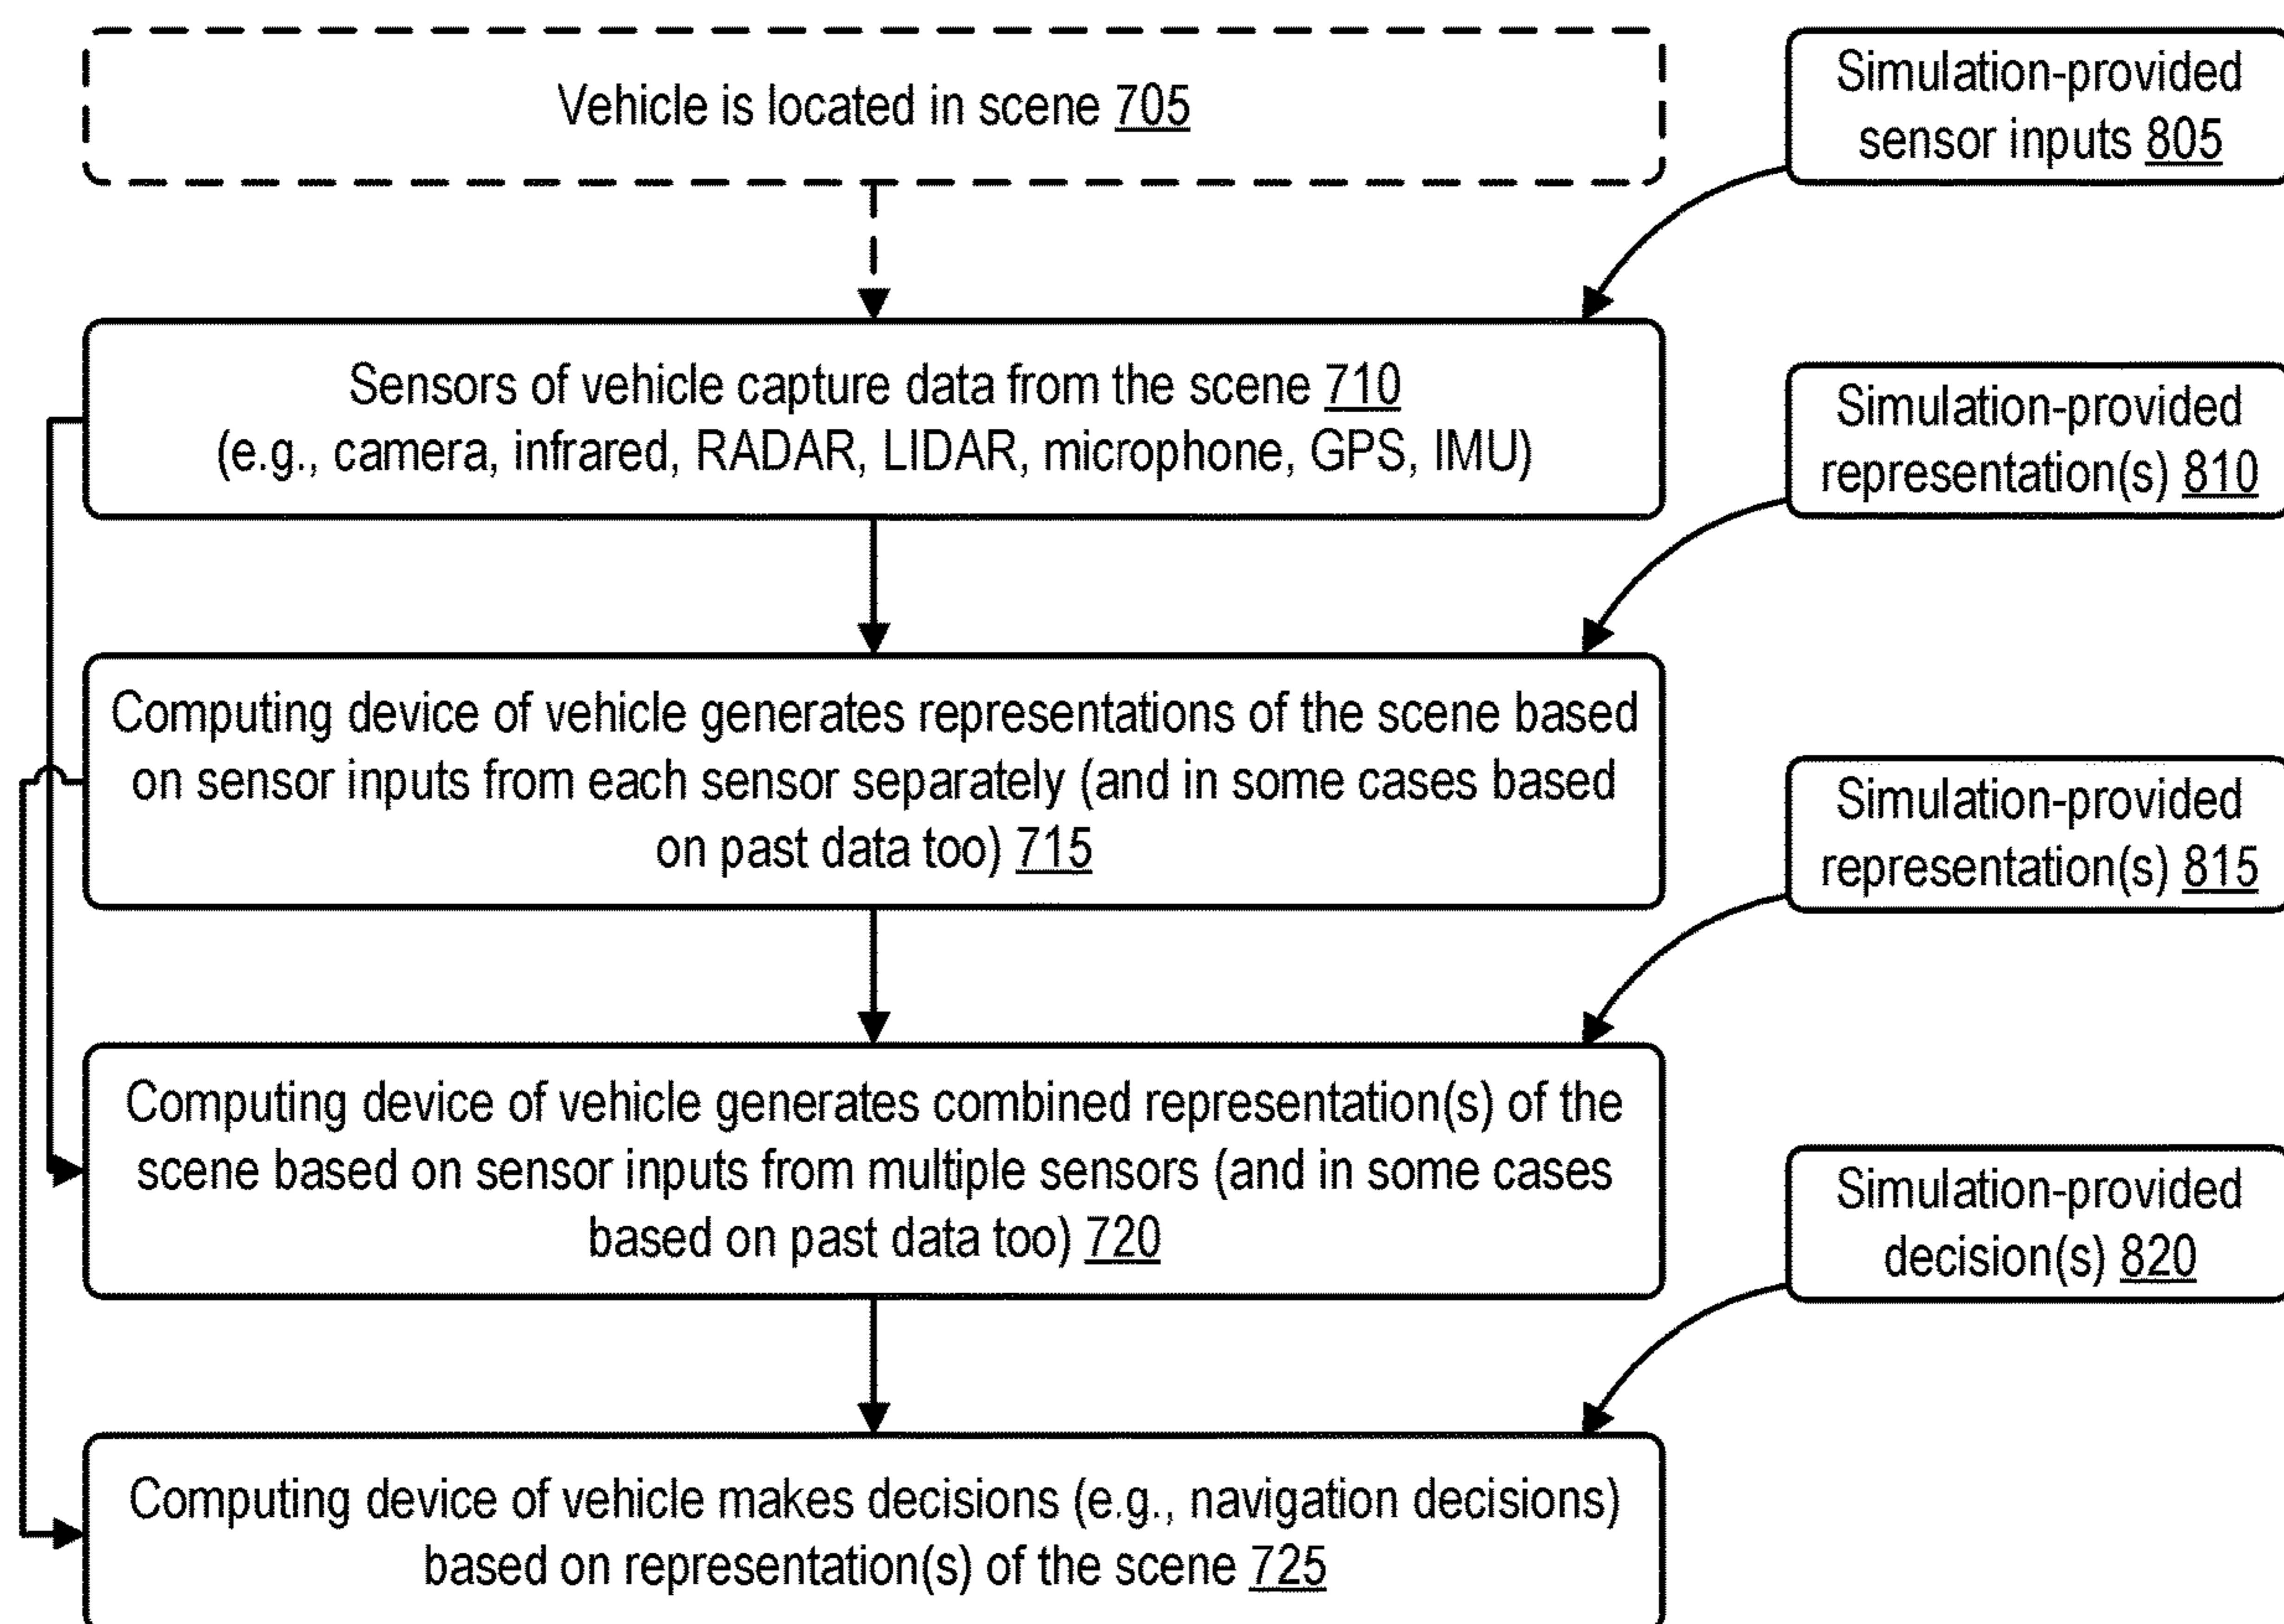 Vehicle is located in scene 705
Simulation-provided
sensor inputs 805
Sensors of vehicle capture data from the scene 710
(e.g., camera, infrared, RADAR, LIDAR, microphone, GPS, IMU)
Simulation-provided
representation(s) 810
Computing device of vehicle generates representations of the scene based
on sensor inputs from each sensor separately (and in some cases based
on past data too) 715
Simulation-provided
representation(s) 815
Computing device of vehicle generates combined representation(s) of the
scene based on sensor inputs from multiple sensors (and in some cases
based on past data too) 720
Simulation-provided
decision(s) 820
Computing device of vehicle makes decisions (e.g., navigation decisions)
based on representation(s) of the scene 725